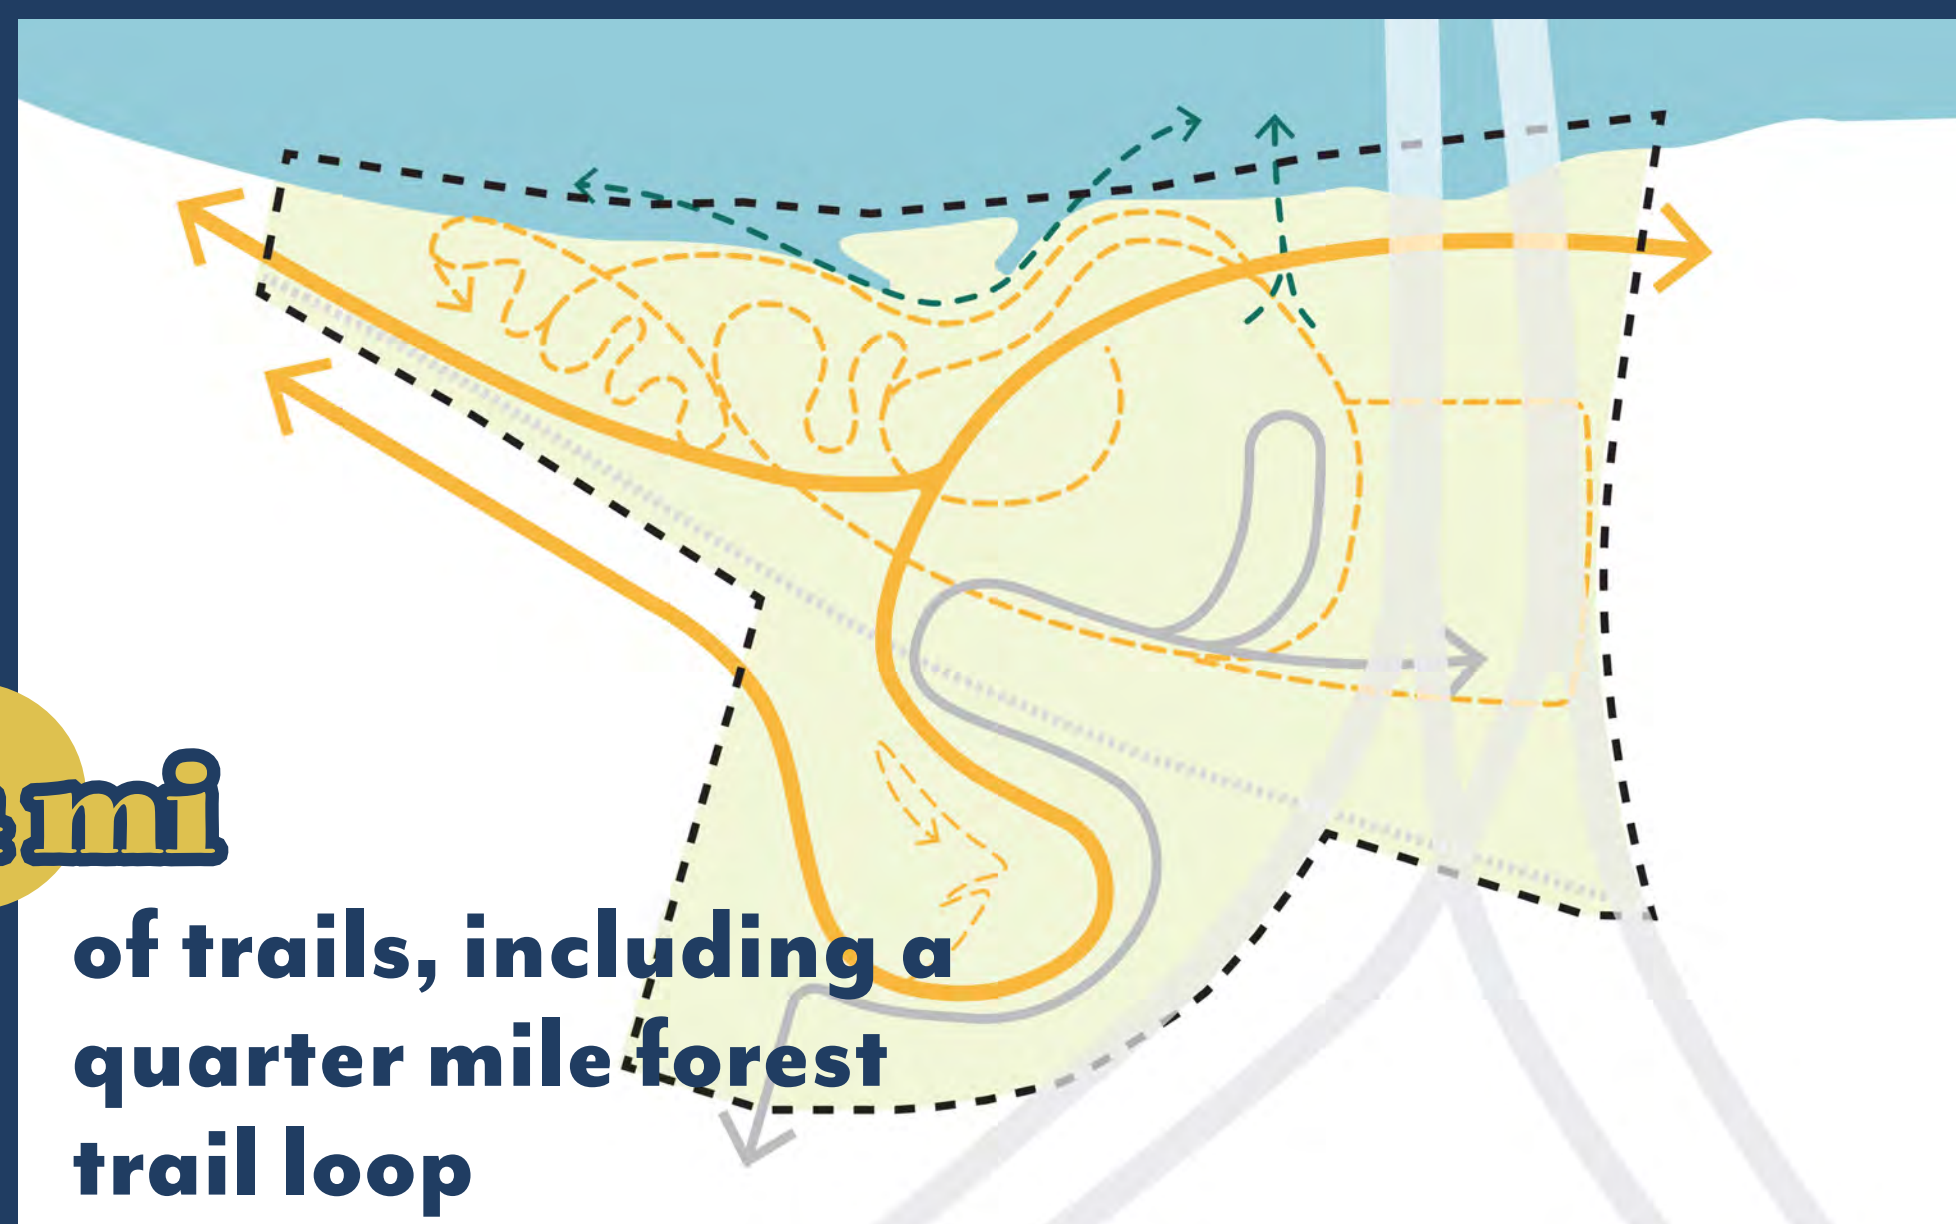 mi
of trails, including a
quarter mile forest
trail loop